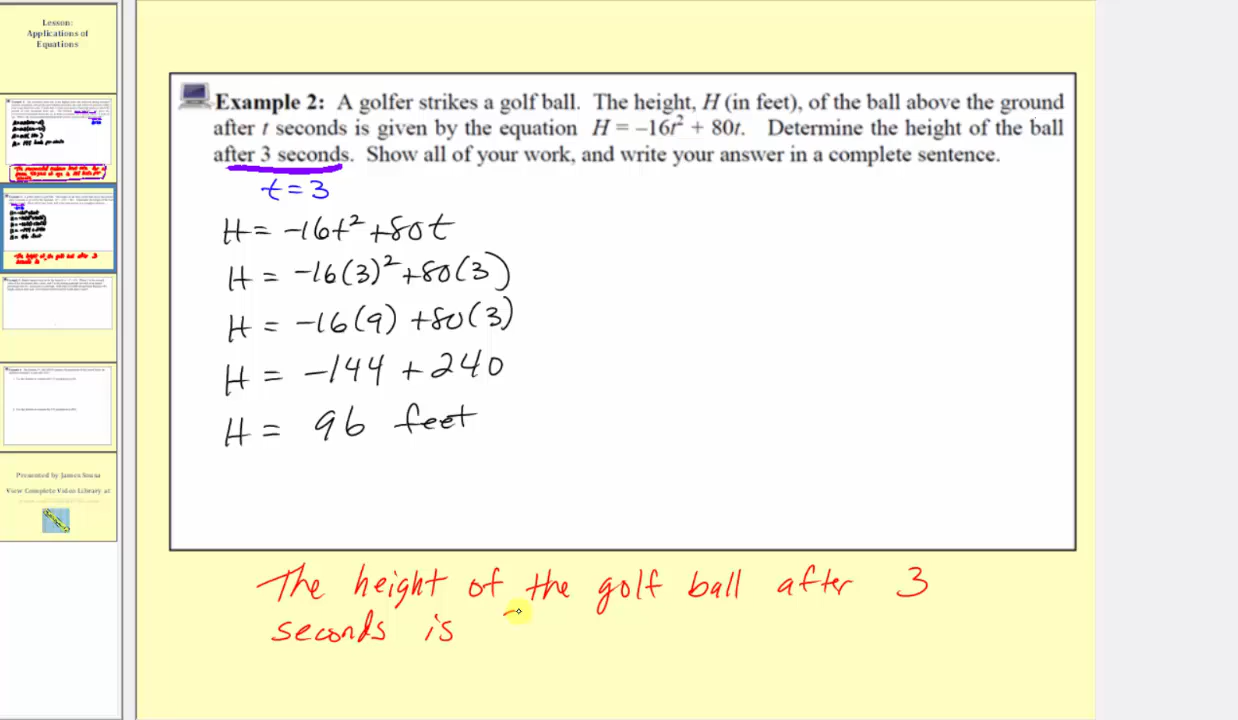 Lesson:
Applications of
Equations
Presented by James Sousa
View Complete Video Library at
Example 2: A golfer strikes a golf ball. The height, H (in feet), of the ball above the ground
after t seconds is given by the equation H = –16t² + 80t. Determine the height of the ball
after 3 seconds. Show all of your work, and write your answer in a complete sentence.
t = 3
H = -16t² + 80t
H = -16(3)² + 80(3)
H = -16(9) + 80(3)
H = -144 + 240
H = 96 feet
The height of the golf ball after 3
seconds is